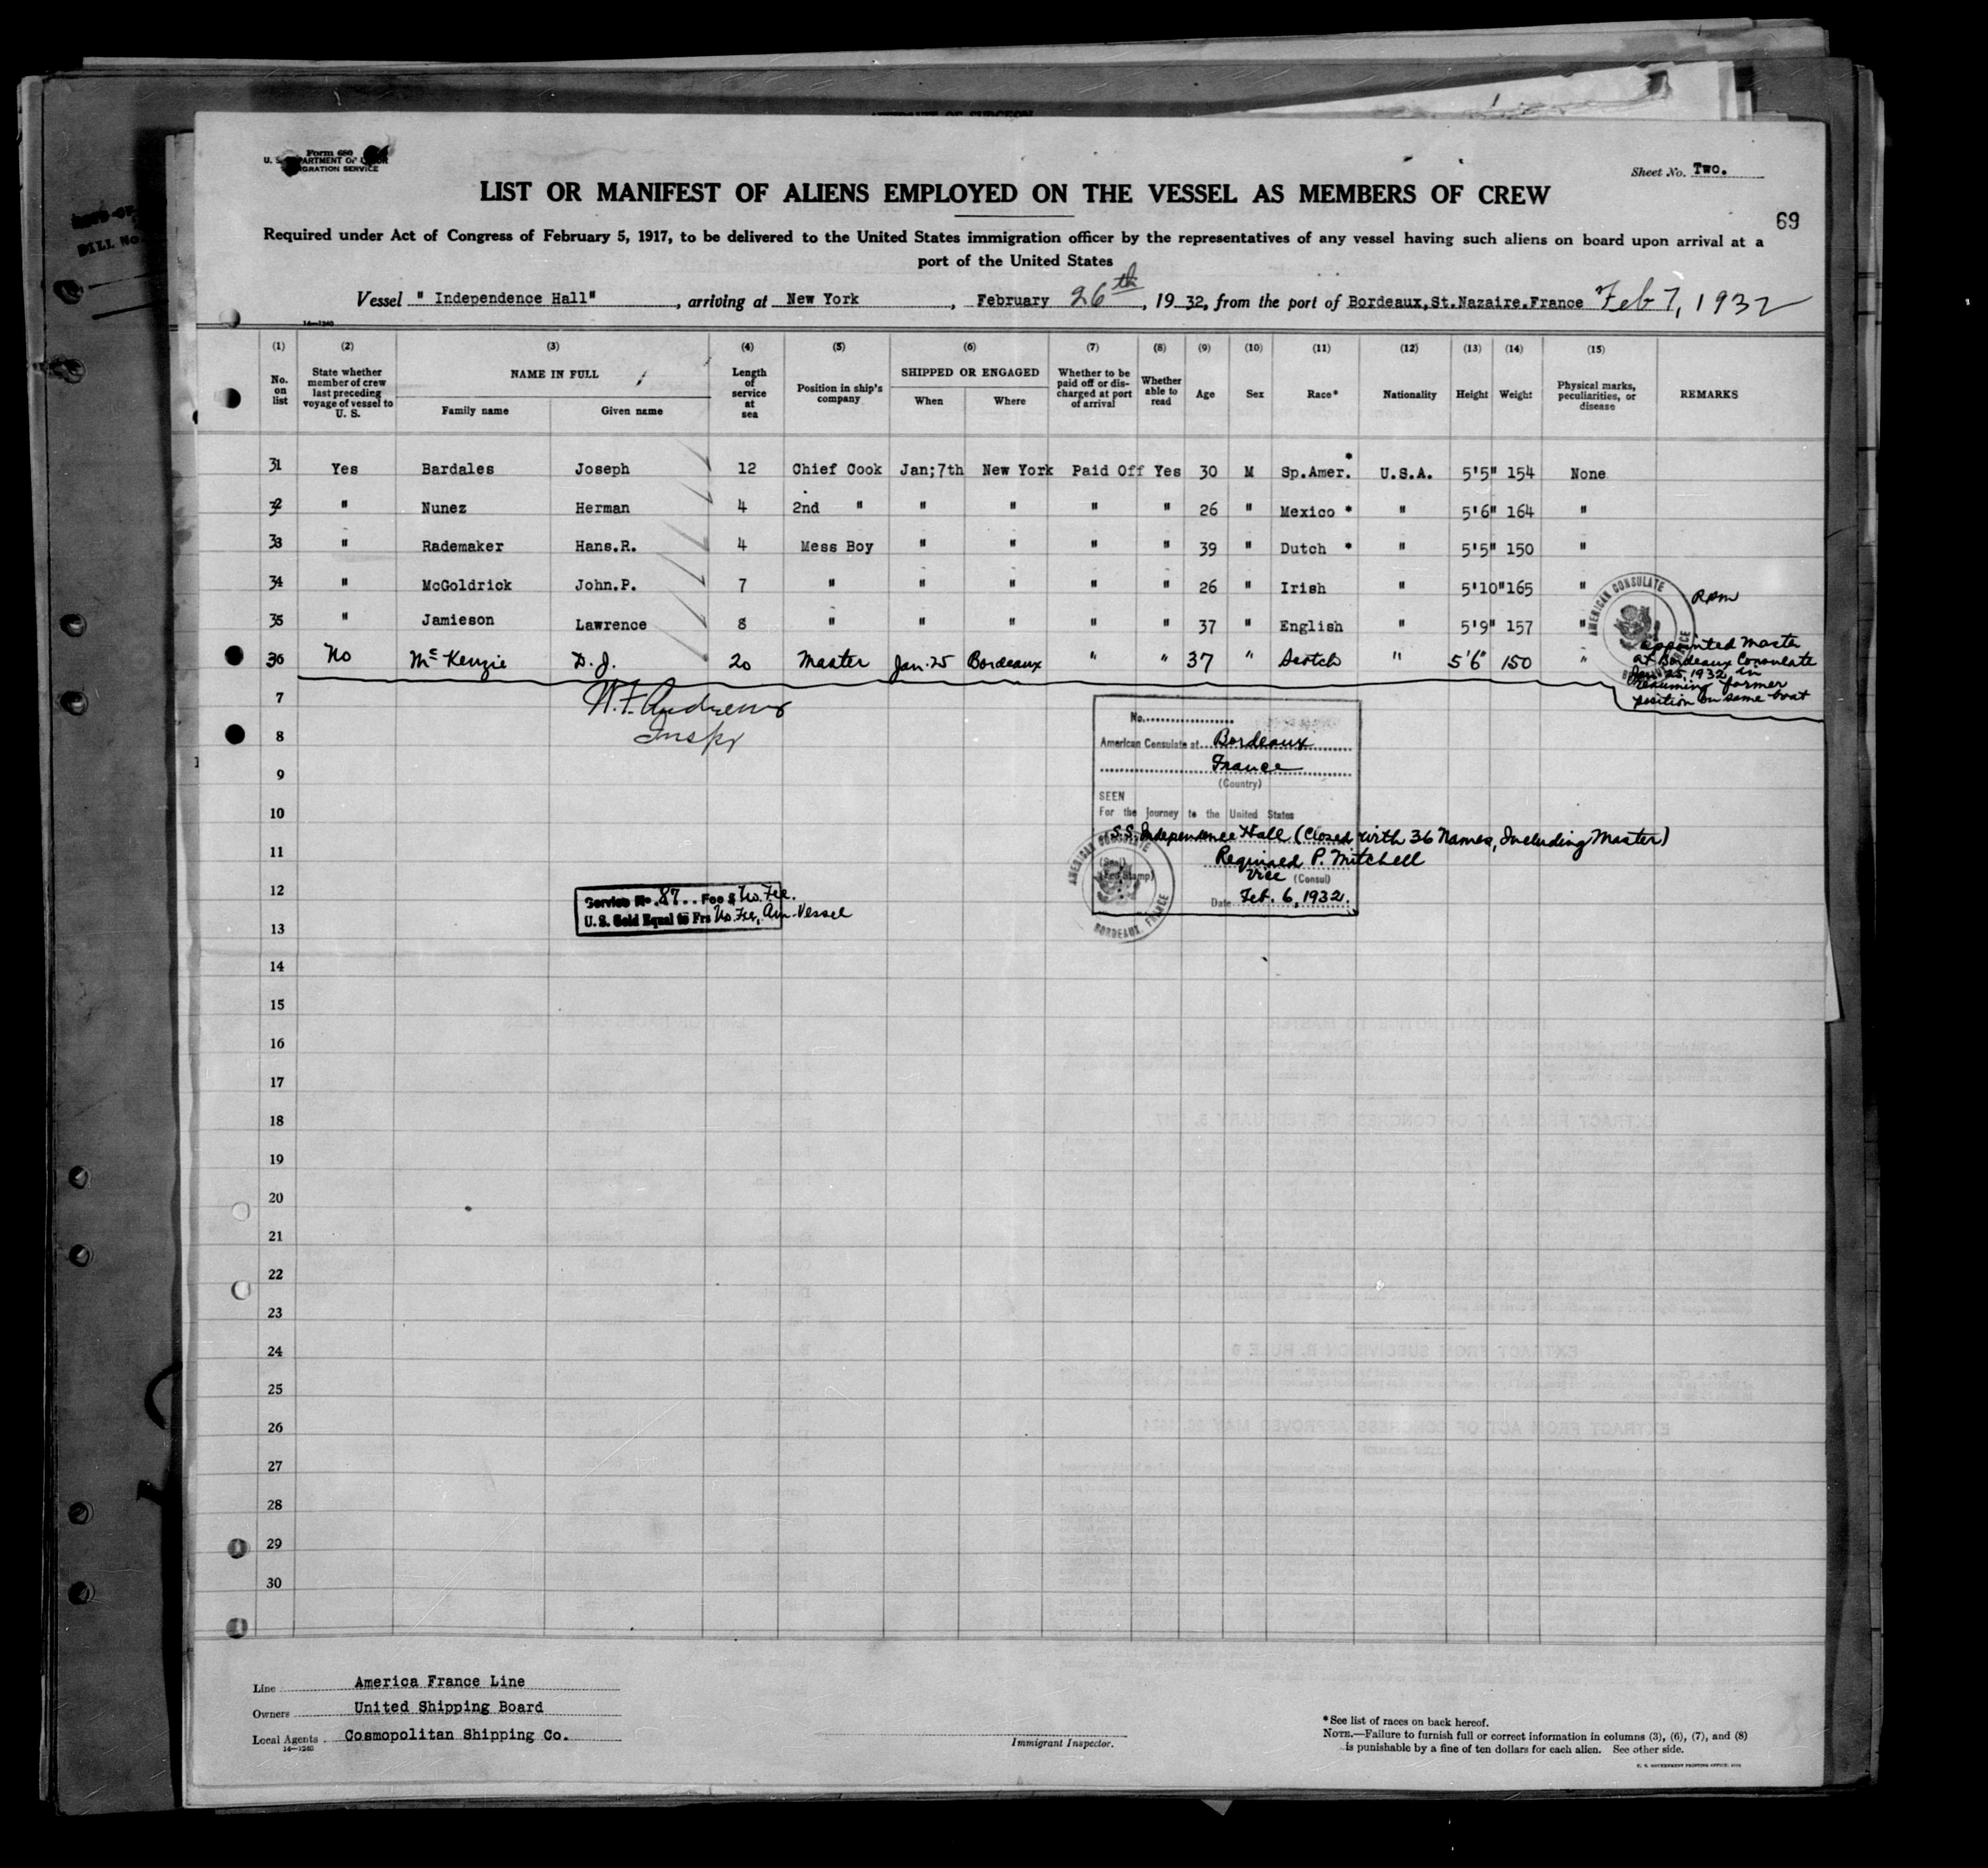 Form 680
Sheet No. Two.
LIST OR MANIFEST OF ALIENS EMPLOYED ON THE VESSEL AS MEMBERS OF CREW
69
Required under Act of Congress of February 5, 1917, to be delivered to the United States immigration officer by the representatives of any vessel having such aliens on board upon arrival at a
port of the United States
Vessel " Independence Hall" , arriving at New York , February 26th , 19 32, from the port of Bordeaux,St.Nazaire.France Feb 7, 1932
(1) (2) (3) (4) (5) (6) (7) (8) (9) (10) (11) (12) (13) (14) (15)
No. on list | State whether member of crew last preceding voyage of vessel to U. S. | NAME IN FULL Family name Given name | Length of service at sea | Position in ship's company | SHIPPED OR ENGAGED When Where | Whether to be paid off or discharged at port of arrival | Whether able to read | Age | Sex | Race* | Nationality | Height | Weight | Physical marks, peculiarities, or disease | REMARKS
31 Yes Bardales Joseph 12 Chief Cook Jan;7th New York Paid Off Yes 30 M Sp.Amer.* U.S.A. 5'5" 154 None
32 " Nunez Herman 4 2nd " " " " " 26 " Mexico * " 5'6" 164 "
33 " Rademaker Hans.R. 4 Mess Boy " " " " 39 " Dutch * " 5'5" 150 "
34 " McGoldrick John.P. 7 " " " " " 26 " Irish " 5'10" 165 "
35 " Jamieson Lawrence 8 " " " " " 37 " English " 5'9" 157 "
36 No McKenzie D.J. 20 Master Jan.25 Bordeaux " " 37 " Scotch " 5'6" 150 "
RPM
appointed Master
at Bordeaux Consulate
Jan 25, 1932 in
resuming former
position on same boat
AMERICAN CONSULATE
W.F. Andrews
Inspr
7
8
9
10
11
12
13
14
15
16
17
18
19
20
21
22
23
24
25
26
27
28
29
30
No.
American Consulate at Bordeaux
France
(Country)
SEEN
For the journey to the United States
S.S. Independence Hall (Closed with 36 Names, Including Master)
(Seal) Reginald P. Mitchell
(Fee Stamp) Vice (Consul)
Date Feb. 6, 1932.
AMERICAN CONSULATE
BORDEAUX, FRANCE
Service No. 87 .. Fee $ No Fee.
U. S. Gold Equal to Frs No Fee, Am. Vessel
Line America France Line
Owners United Shipping Board
Local Agents Cosmopolitan Shipping Co.
14—1240
Immigrant Inspector.
*See list of races on back hereof.
NOTE.—Failure to furnish full or correct information in columns (3), (6), (7), and (8)
is punishable by a fine of ten dollars for each alien. See other side.